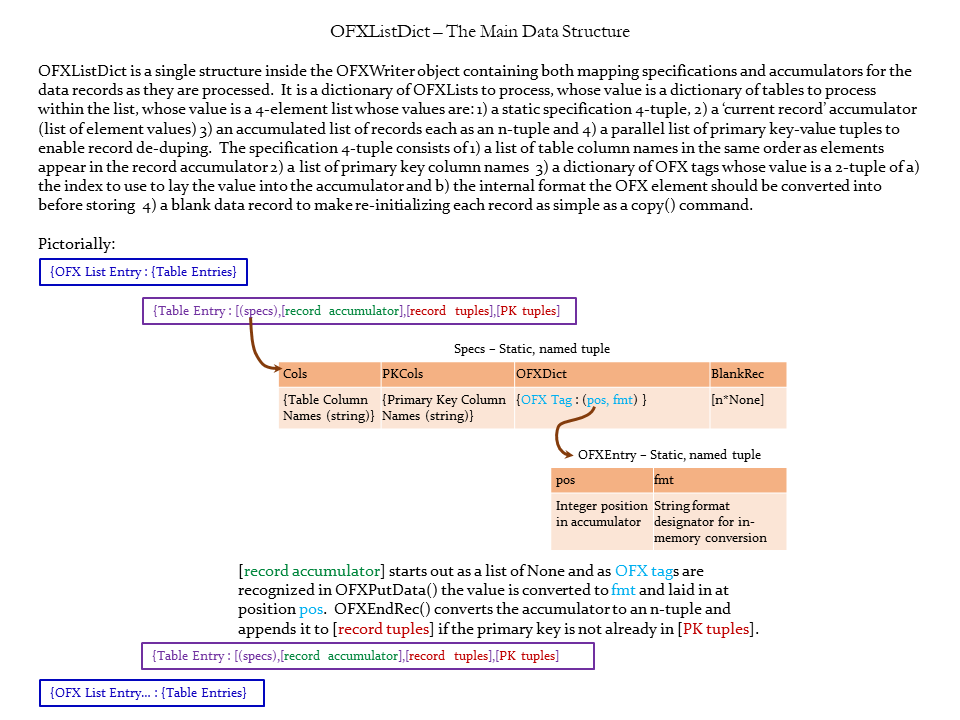 OFXListDict – The Main Data Structure
OFXListDict is a single structure inside the OFXWriter object containing both mapping specifications and accumulators for the
data records as they are processed. It is a dictionary of OFXLists to process, whose value is a dictionary of tables to process
within the list, whose value is a 4-element list whose values are: 1) a static specification 4-tuple, 2) a ‘current record’ accumulator
(list of element values) 3) an accumulated list of records each as an n-tuple and 4) a parallel list of primary key-value tuples to
enable record de-duping. The specification 4-tuple consists of 1) a list of table column names in the same order as elements
appear in the record accumulator 2) a list of primary key column names 3) a dictionary of OFX tags whose value is a 2-tuple of a)
the index to use to lay the value into the accumulator and b) the internal format the OFX element should be converted into
before storing 4) a blank data record to make re-initializing each record as simple as a copy() command.
Pictorially:
{OFX List Entry : {Table Entries}
{Table Entry : [(specs),[record accumulator],[record tuples],[PK tuples]
Specs – Static, named tuple
Cols PKCols OFXDict BlankRec
{Table Column {Primary Key Column {OFX Tag : (pos, fmt) } [n*None]
Names (string)} Names (string)}
OFXEntry – Static, named tuple
pos fmt
Integer position String format
in accumulator designator for in-
memory conversion
[record accumulator] starts out as a list of None and as OFX tags are
recognized in OFXPutData() the value is converted to fmt and laid in at
position pos. OFXEndRec() converts the accumulator to an n-tuple and
appends it to [record tuples] if the primary key is not already in [PK tuples].
{Table Entry : [(specs),[record accumulator],[record tuples],[PK tuples]
{OFX List Entry... : {Table Entries}